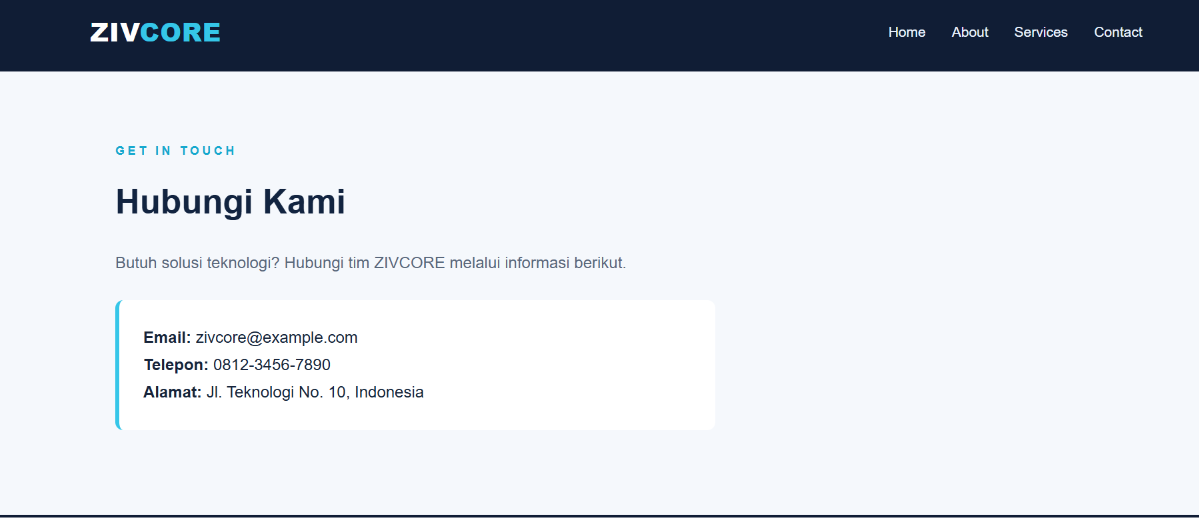 ZIVCORE
Home About Services Contact
GET IN TOUCH
Hubungi Kami
Butuh solusi teknologi? Hubungi tim ZIVCORE melalui informasi berikut.
Email: zivcore@example.com
Telepon: 0812-3456-7890
Alamat: Jl. Teknologi No. 10, Indonesia